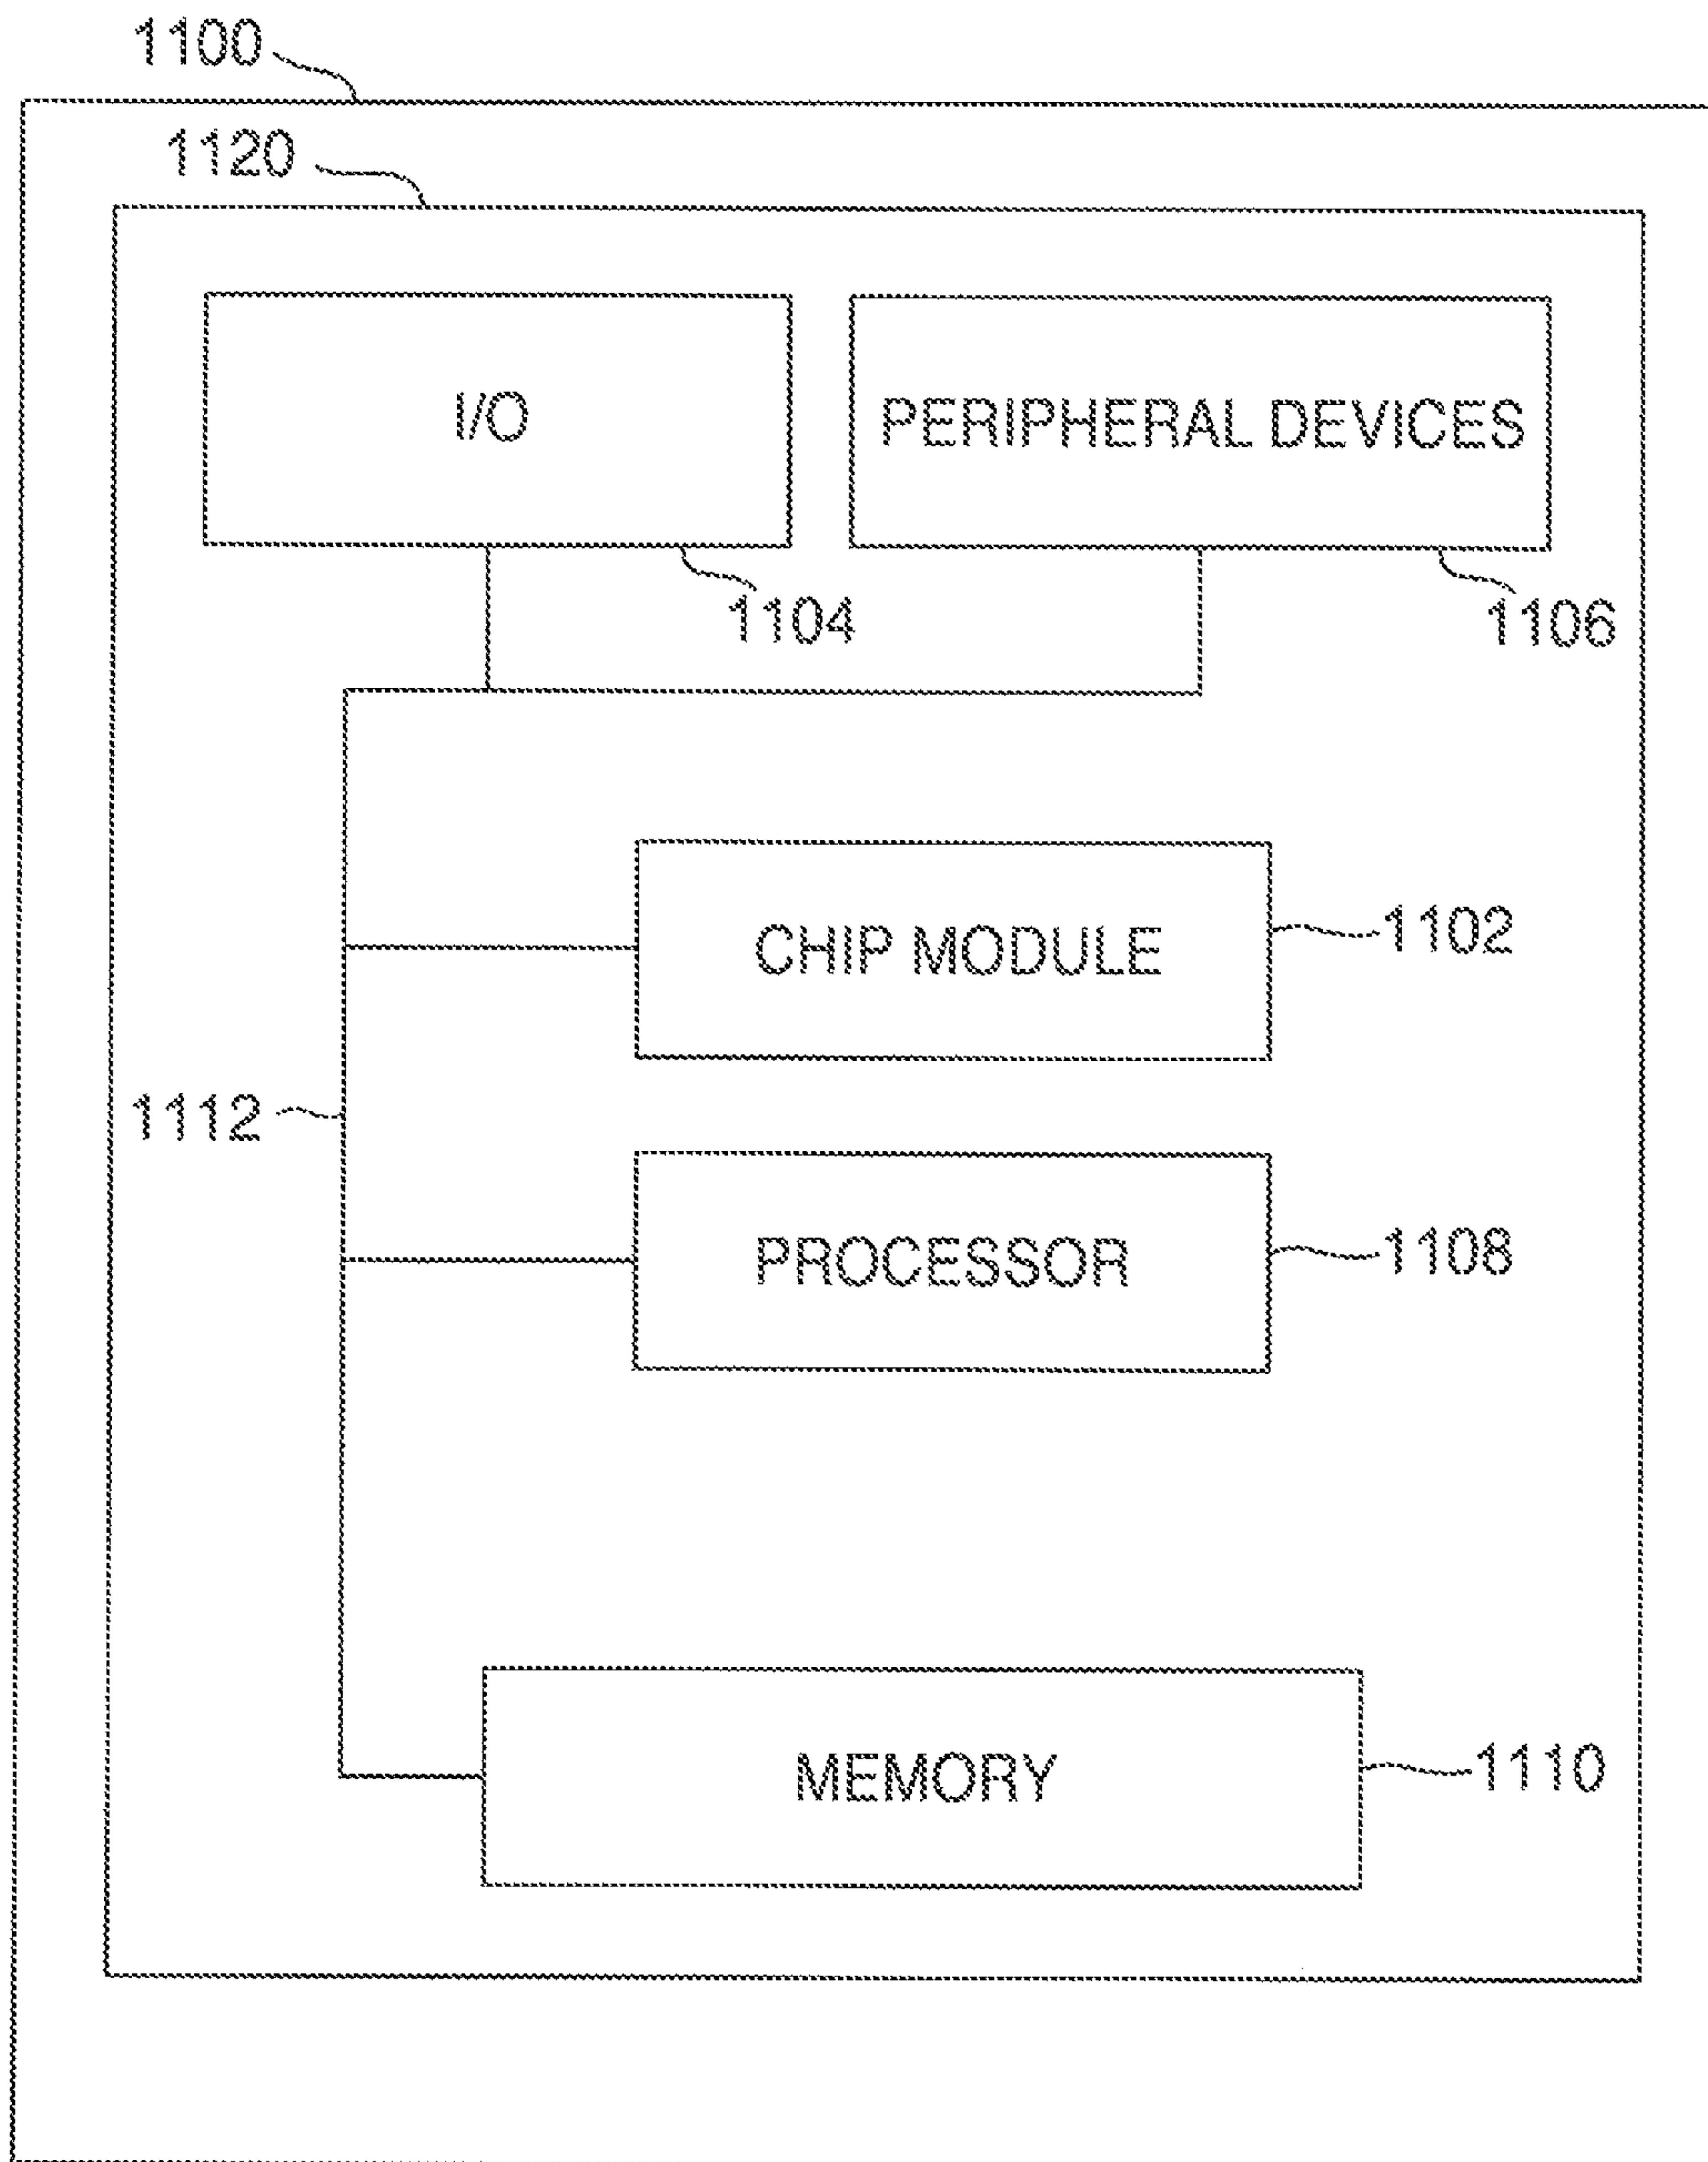 1100
1120
I/O
PERIPHERAL DEVICES
1104
1106
CHIP MODULE
1102
1112
PROCESSOR
1108
MEMORY
1110